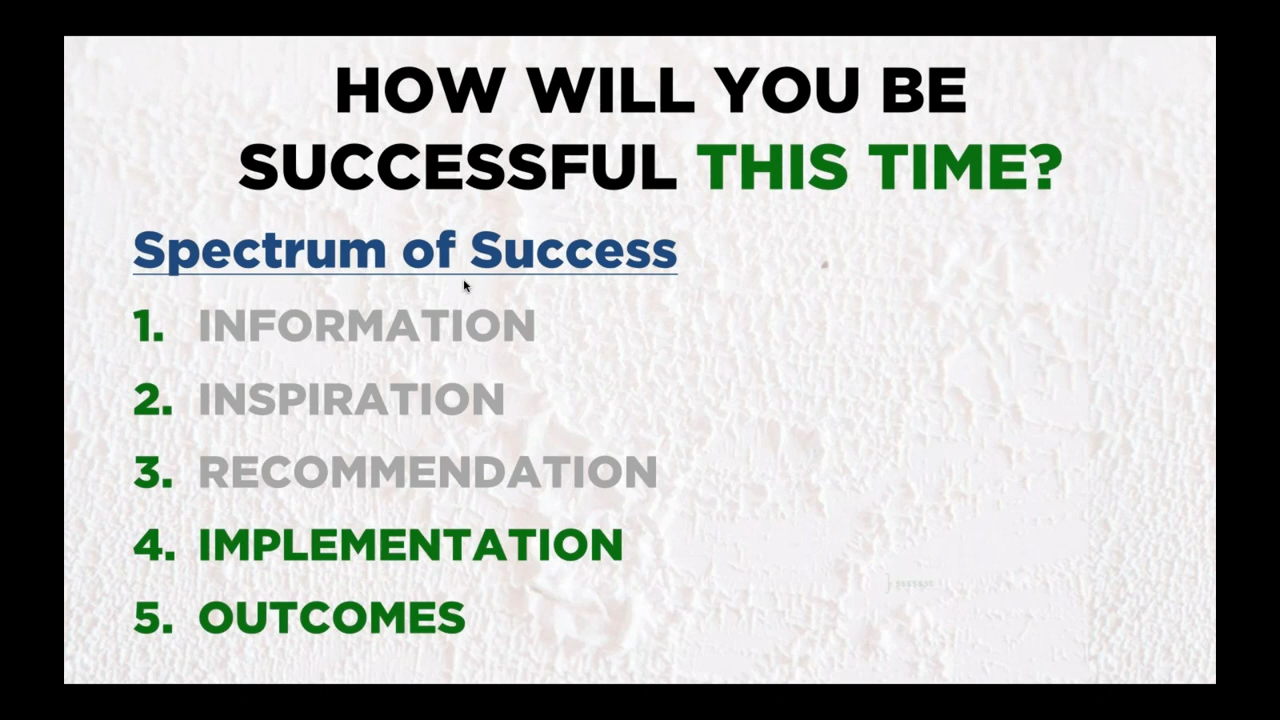 HOW WILL YOU BE
SUCCESSFUL THIS TIME?
Spectrum of Success
1. INFORMATION
2. INSPIRATION
3. RECOMMENDATION
4. IMPLEMENTATION
5. OUTCOMES